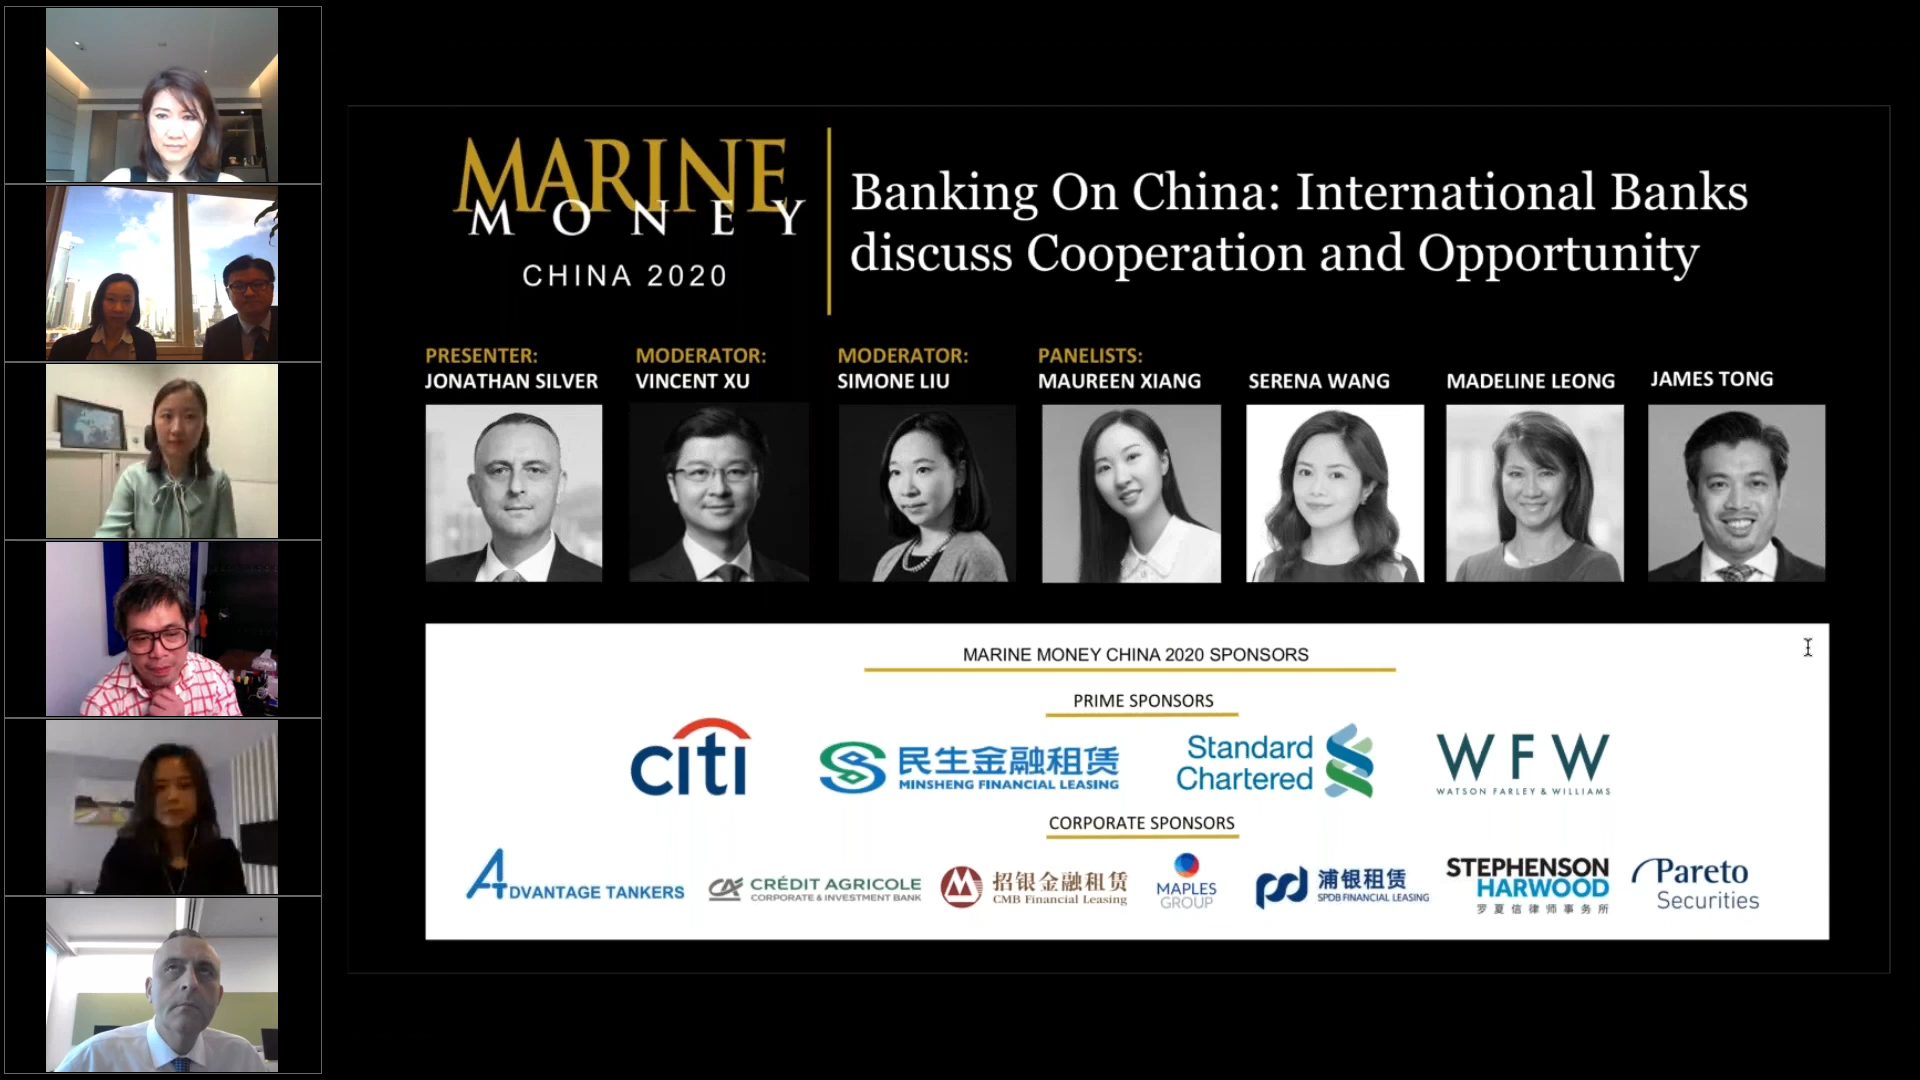 MARINE
MONEY
CHINA 2020
Banking On China: International Banks
discuss Cooperation and Opportunity
PRESENTER:
JONATHAN SILVER
MODERATOR:
VINCENT XU
MODERATOR:
SIMONE LIU
PANELISTS:
MAUREEN XIANG
SERENA WANG
MADELINE LEONG
JAMES TONG
MARINE MONEY CHINA 2020 SPONSORS
PRIME SPONSORS
citi
民生金融租赁
MINSHENG FINANCIAL LEASING
Standard
Chartered
WFW
WATSON FARLEY & WILLIAMS
CORPORATE SPONSORS
ADVANTAGE TANKERS
CRÉDIT AGRICOLE
CORPORATE & INVESTMENT BANK
招银金融租赁
CMB Financial Leasing
MAPLES
GROUP
浦银租赁
SPDB FINANCIAL LEASING
STEPHENSON
HARWOOD
罗夏信律师事务所
Pareto
Securities